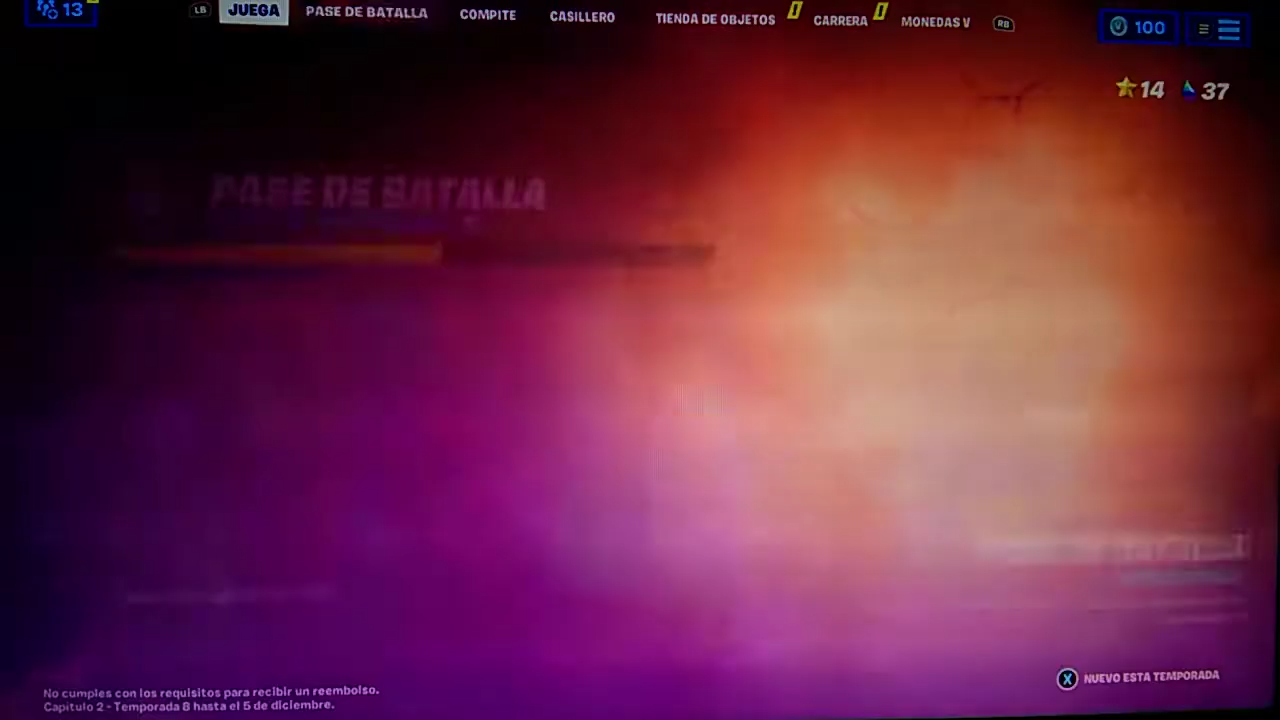 13
LB JUEGA PASE DE BATALLA COMPITE CASILLERO TIENDA DE OBJETOS CARRERA MONEDAS V RB
100
14 37
PASE DE BATALLA
X NUEVO ESTA TEMPORADA
No cumples con los requisitos para recibir un reembolso.
Capítulo 2 - Temporada 8 hasta el 5 de diciembre.